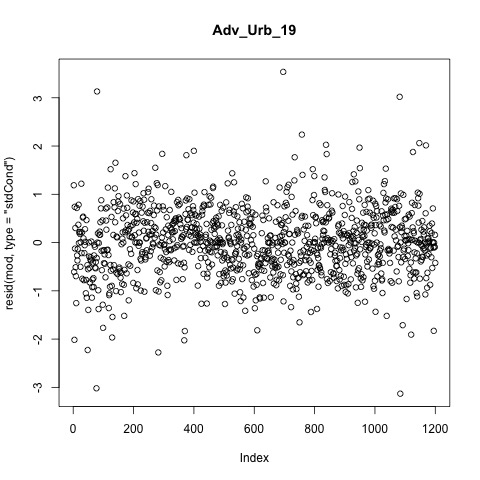 Adv_Urb_19
resid(mod, type = "stdCond")
3
2
1
0
-1
-2
-3
0 200 400 600 800 1000 1200
Index